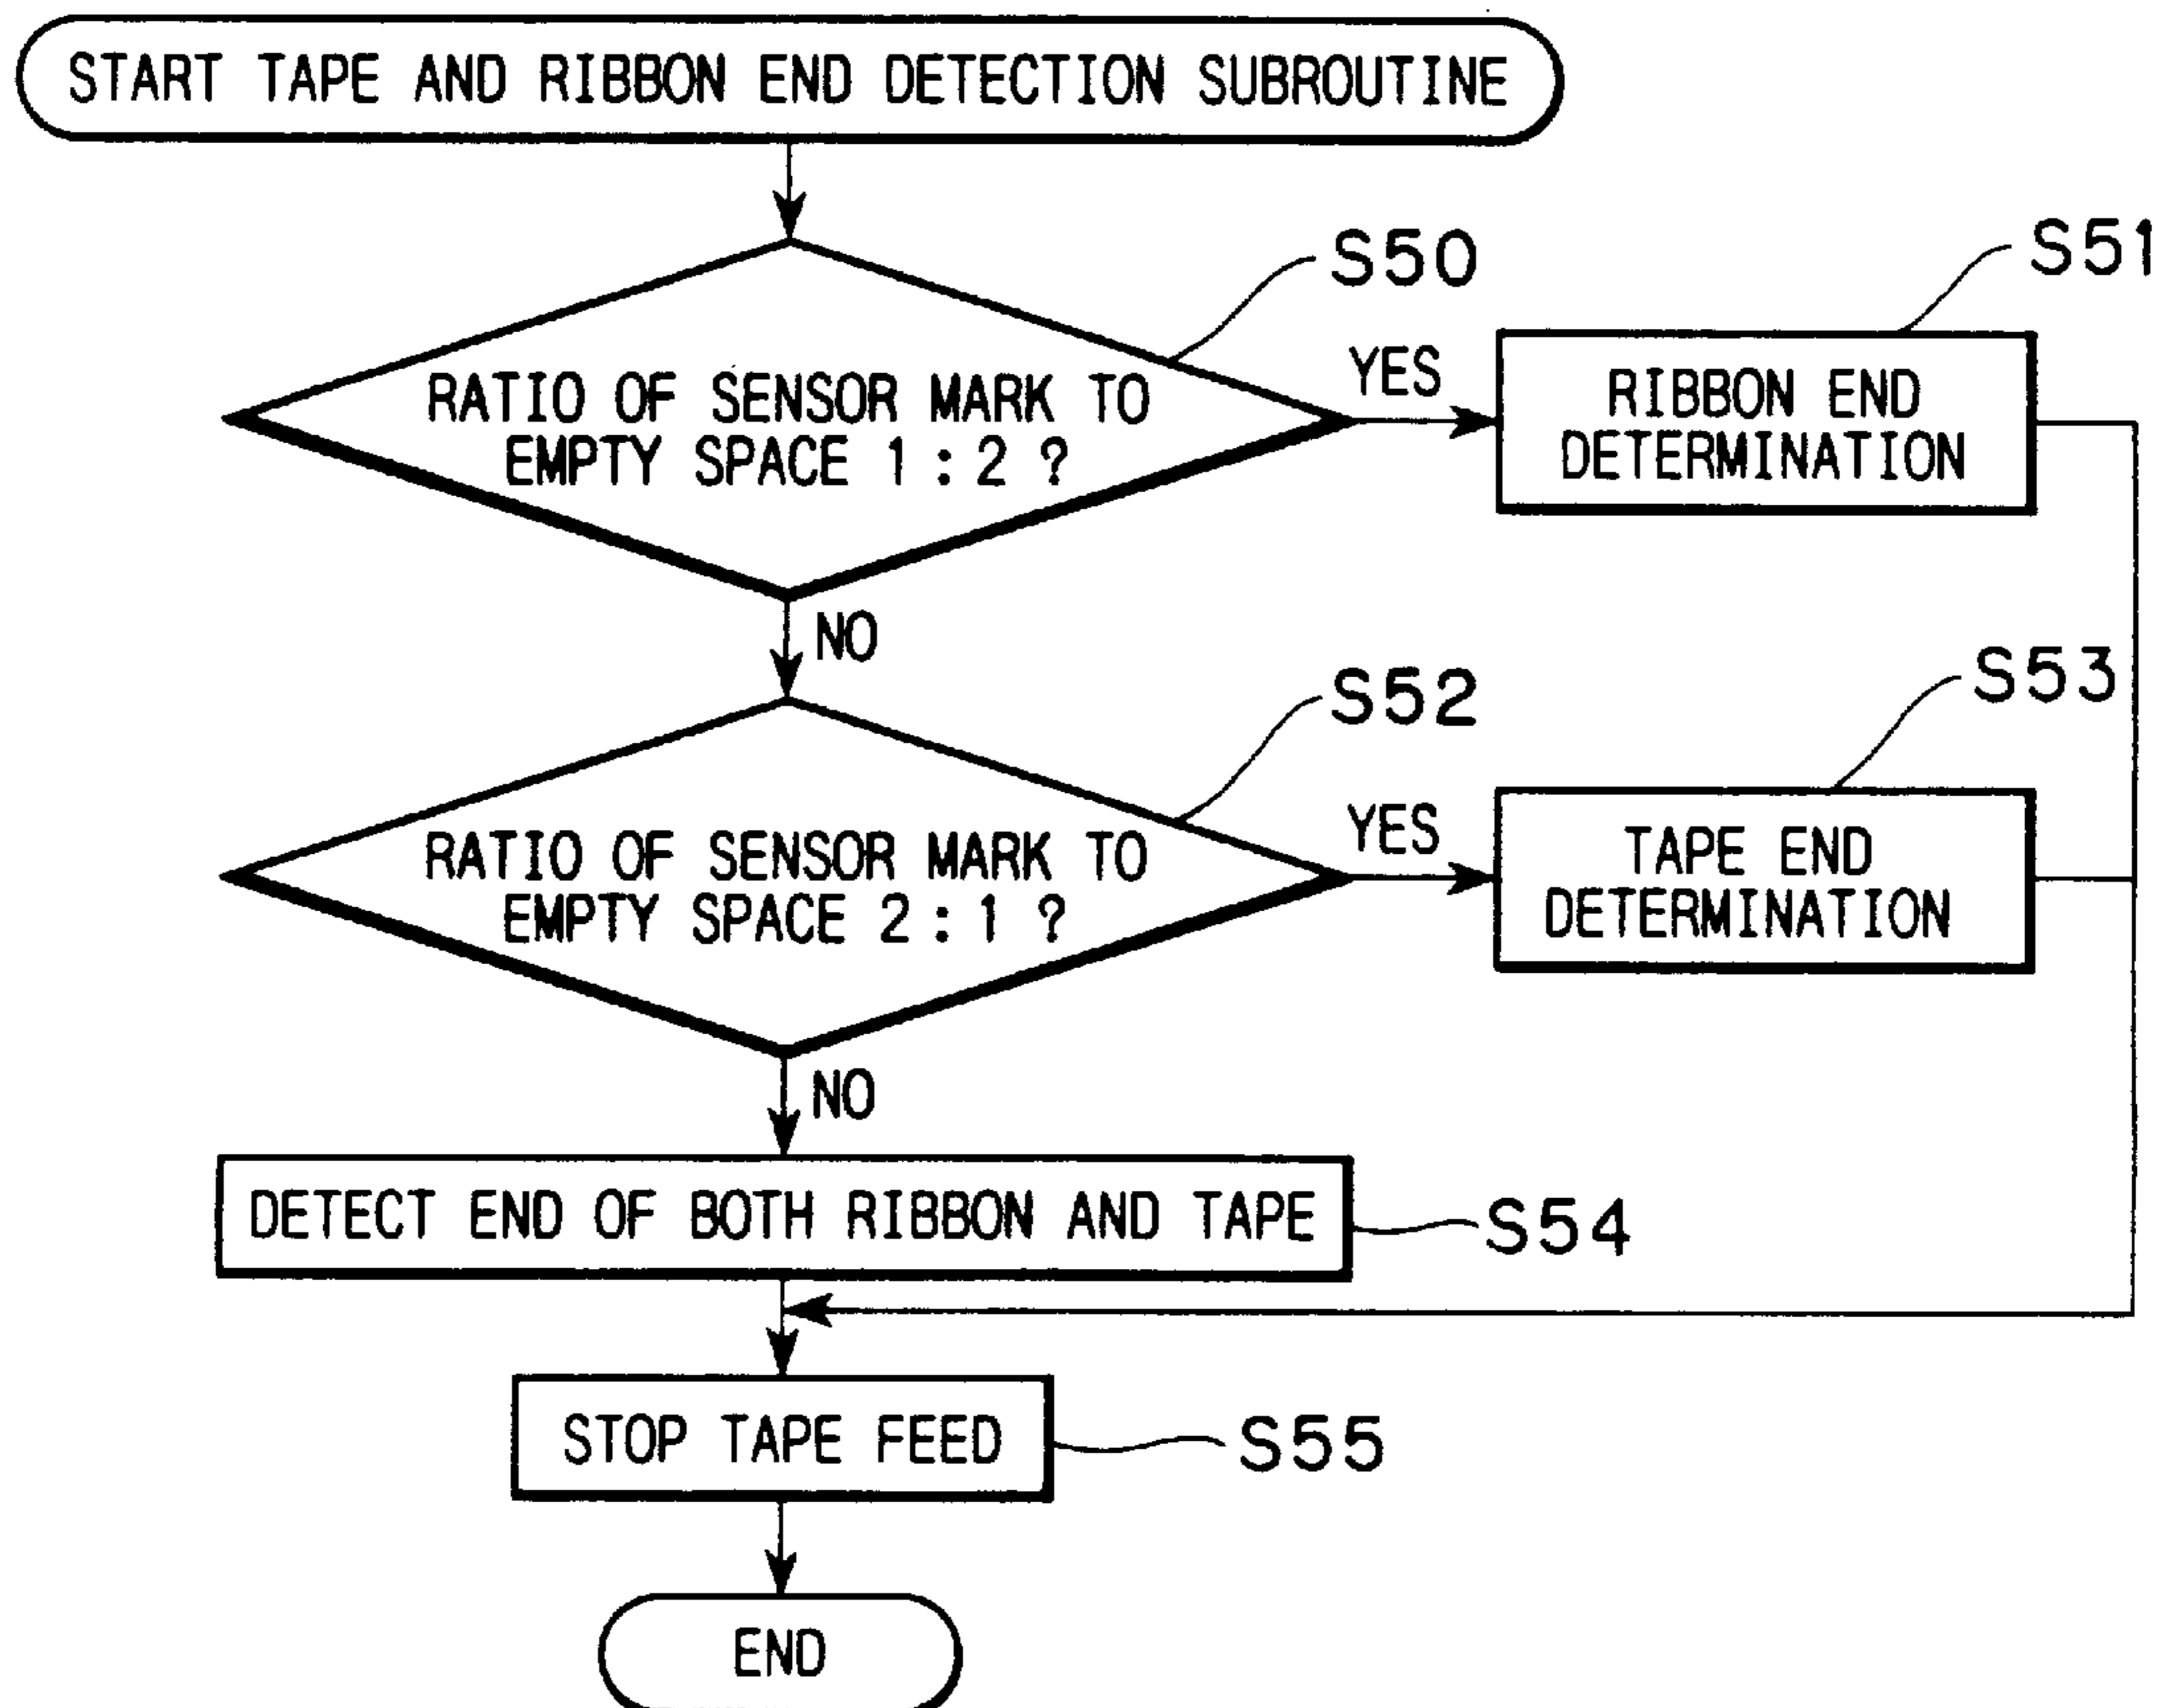 START TAPE AND RIBBON END DETECTION SUBROUTINE
S50
S51
RATIO OF SENSOR MARK TO
EMPTY SPACE 1 : 2 ?
YES
RIBBON END
DETERMINATION
NO
S52
S53
RATIO OF SENSOR MARK TO
EMPTY SPACE 2 : 1 ?
YES
TAPE END
DETERMINATION
NO
DETECT END OF BOTH RIBBON AND TAPE
S54
STOP TAPE FEED
S55
END